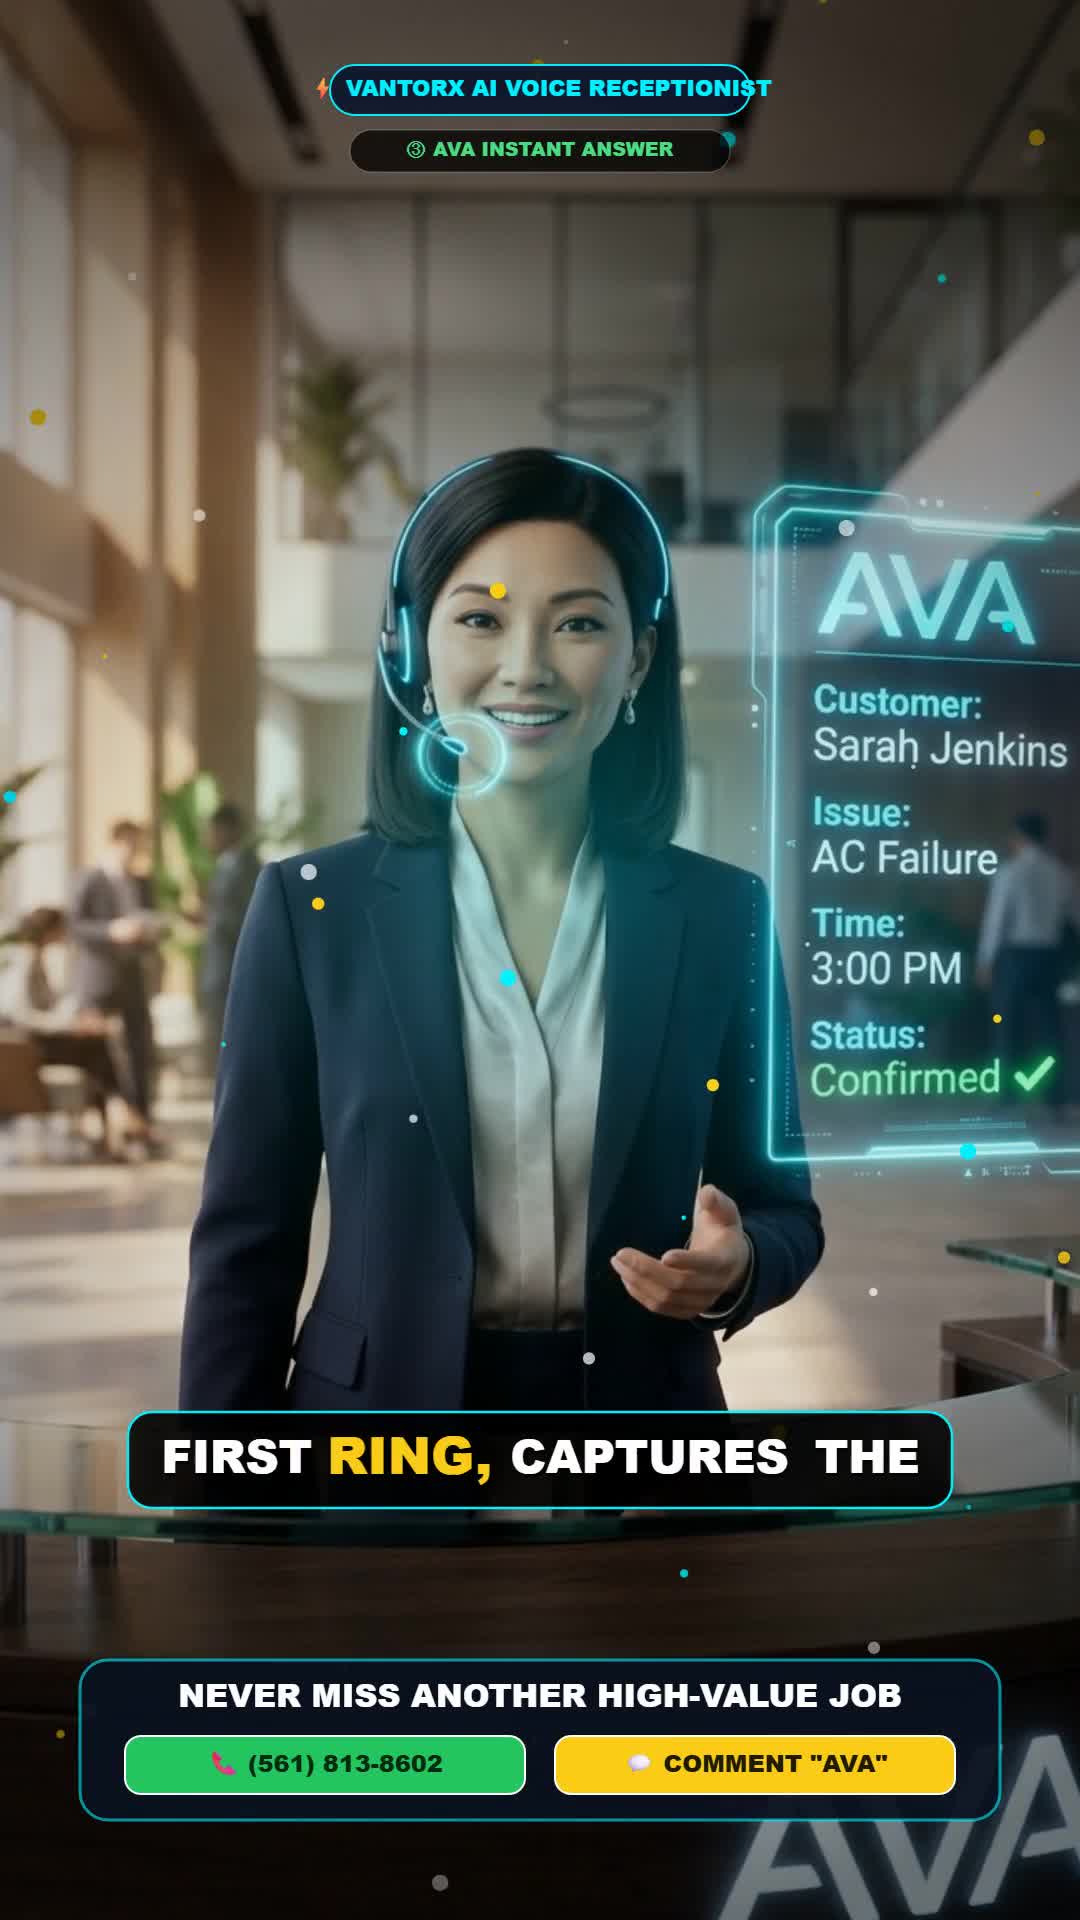 ⚡ VANTORX AI VOICE RECEPTIONIST
③ AVA INSTANT ANSWER
AVA
Customer:
Sarah Jenkins
Issue:
AC Failure
Time:
3:00 PM
Status:
Confirmed ✔
FIRST RING, CAPTURES THE
NEVER MISS ANOTHER HIGH-VALUE JOB
📞 (561) 813-8602
💬 COMMENT "AVA"
AVA